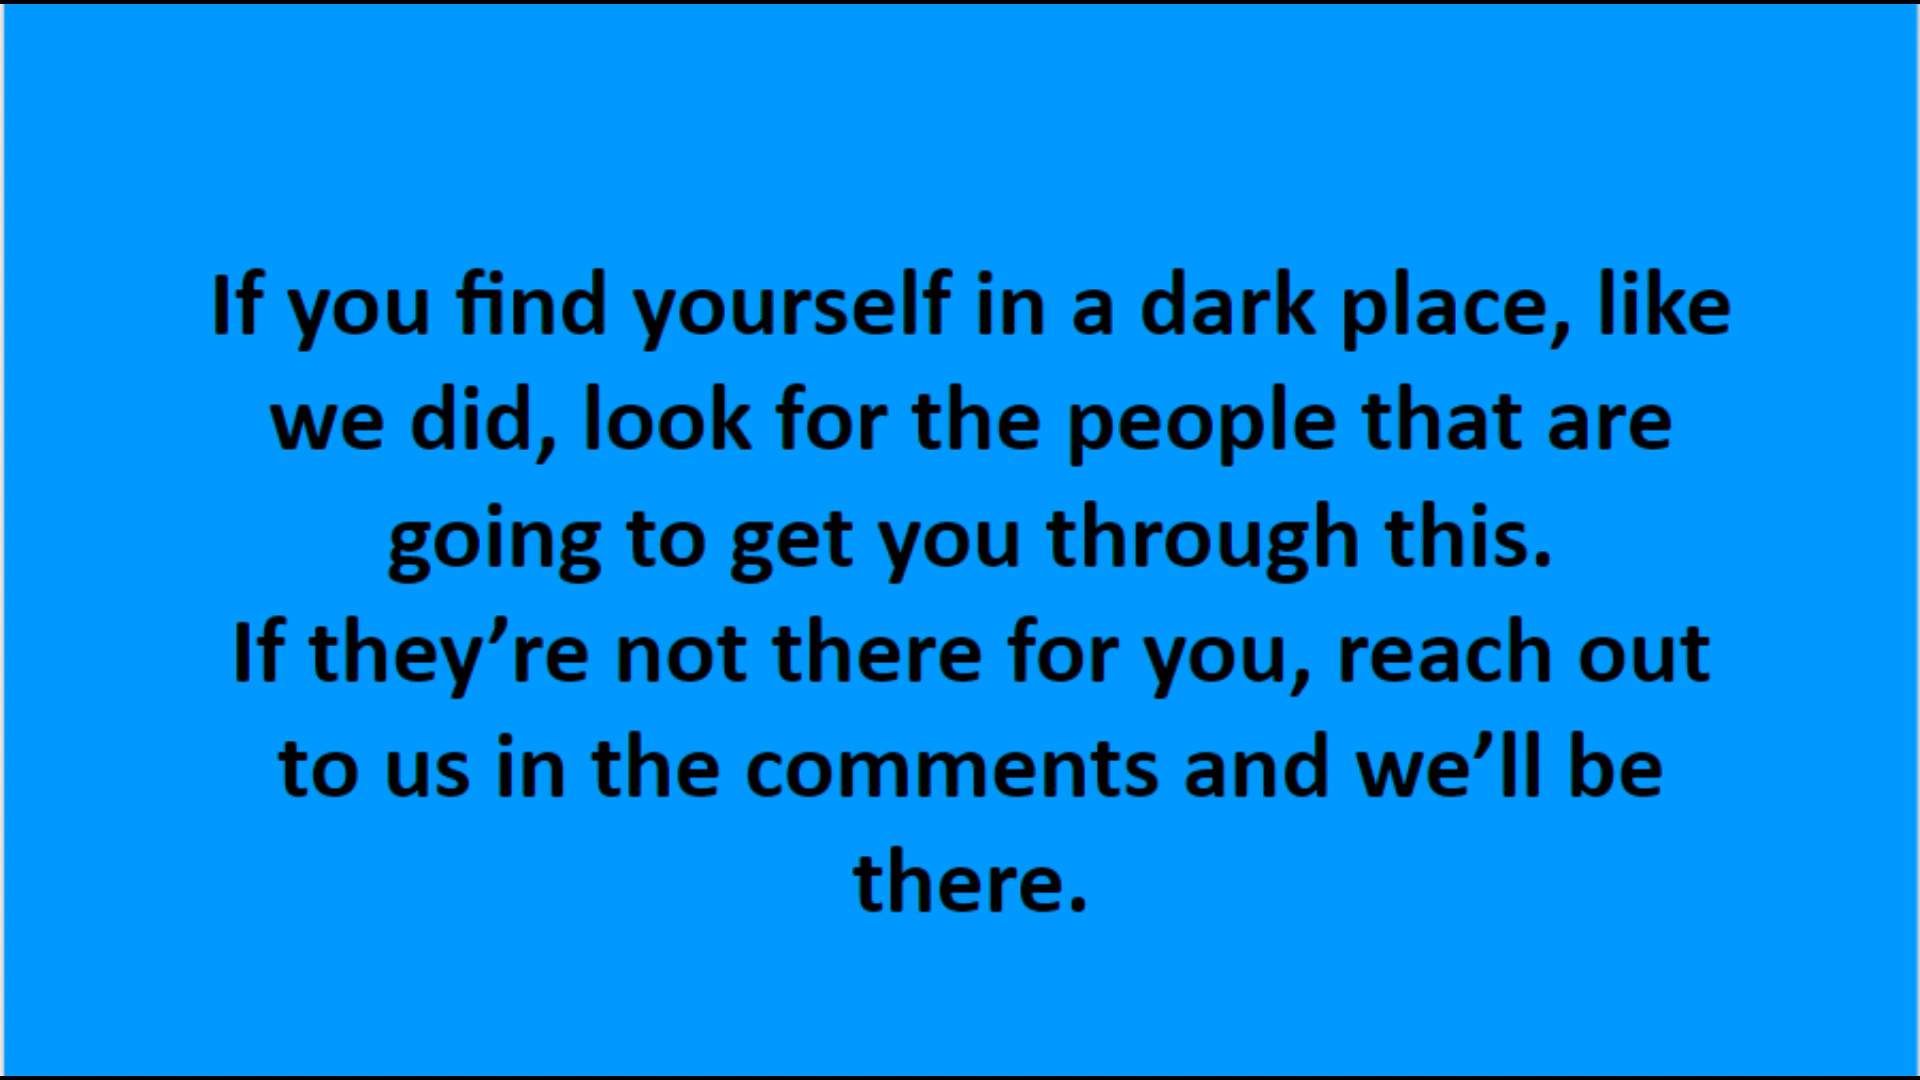 If you find yourself in a dark place, like
we did, look for the people that are
going to get you through this.
If they’re not there for you, reach out
to us in the comments and we’ll be
there.